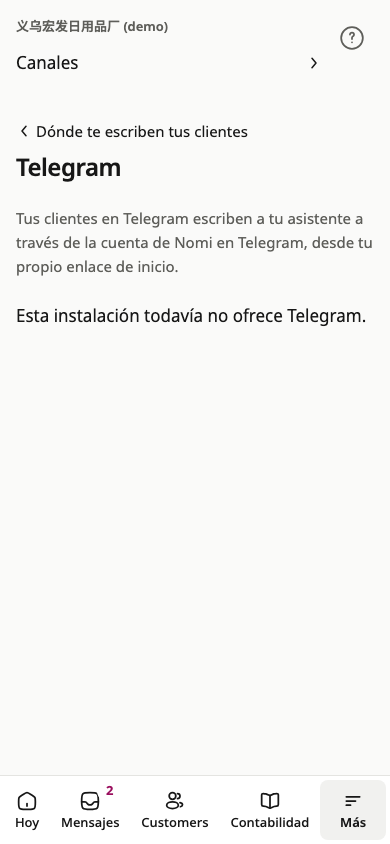 义乌宏发日用品厂 (demo)
Canales
Dónde te escriben tus clientes
Telegram
Tus clientes en Telegram escriben a tu asistente a
través de la cuenta de Nomi en Telegram, desde tu
propio enlace de inicio.
Esta instalación todavía no ofrece Telegram.
2
Hoy
Mensajes
Customers
Contabilidad
Más